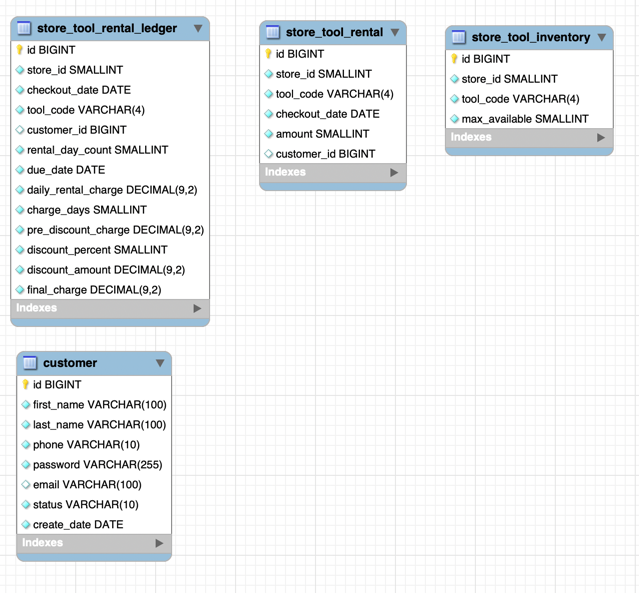 store_tool_rental_ledger
id BIGINT
store_id SMALLINT
checkout_date DATE
tool_code VARCHAR(4)
customer_id BIGINT
rental_day_count SMALLINT
due_date DATE
daily_rental_charge DECIMAL(9,2)
charge_days SMALLINT
pre_discount_charge DECIMAL(9,2)
discount_percent SMALLINT
discount_amount DECIMAL(9,2)
final_charge DECIMAL(9,2)
Indexes
store_tool_rental
id BIGINT
store_id SMALLINT
tool_code VARCHAR(4)
checkout_date DATE
amount SMALLINT
customer_id BIGINT
Indexes
store_tool_inventory
id BIGINT
store_id SMALLINT
tool_code VARCHAR(4)
max_available SMALLINT
Indexes
customer
id BIGINT
first_name VARCHAR(100)
last_name VARCHAR(100)
phone VARCHAR(10)
password VARCHAR(255)
email VARCHAR(100)
status VARCHAR(10)
create_date DATE
Indexes